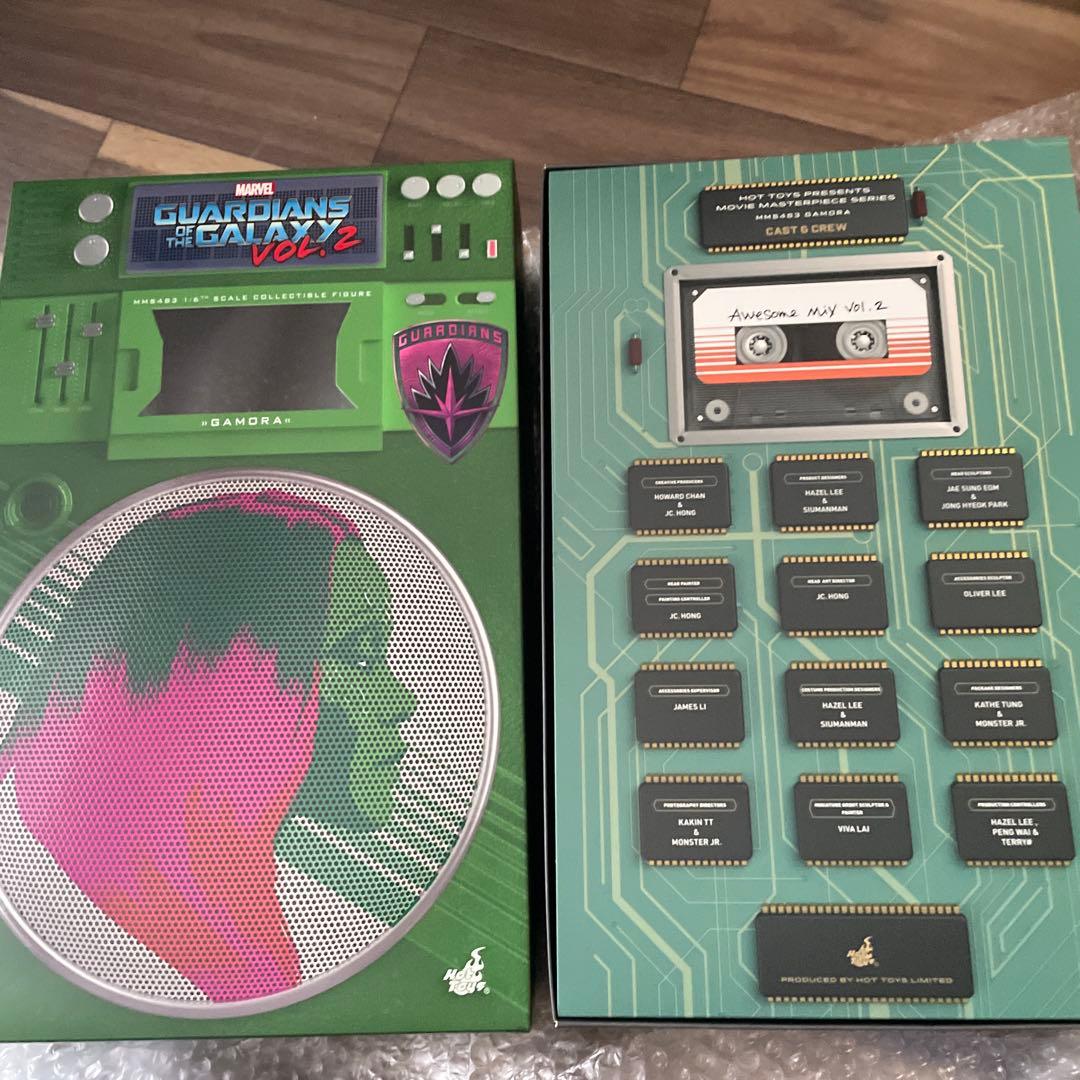 MARVEL
GUARDIANS
OF THE GALAXY
VOL. 2
MMS483 1/6TH SCALE COLLECTIBLE FIGURE
GUARDIANS
»GAMORA«
Hot
Toys®
HOT TOYS PRESENTS
MOVIE MASTERPIECE SERIES
MMS483 GAMORA
CAST & CREW
Awesome Mix Vol. 2
CREATIVE PRODUCERS
HOWARD CHAN
&
JC. HONG
PRODUCT DESIGNERS
HAZEL LEE
&
SIUMANMAN
HEAD SCULPTORS
JAE SUNG EOM
&
JONG HYEOK PARK
HEAD PAINTER
PAINTING CONTROLLER
JC. HONG
HEAD ART DIRECTOR
JC. HONG
ACCESSORIES SCULPTOR
OLIVER LEE
ACCESSORIES SUPERVISOR
JAMES LI
COSTUME PRODUCTION DESIGNERS
HAZEL LEE
&
SIUMANMAN
PACKAGE DESIGNERS
KATHE TUNG
&
MONSTER JR.
PHOTOGRAPHY DIRECTORS
KAKIN TT
&
MONSTER JR.
MINIATURE GROOT SCULPTOR &
PAINTER
VIVA LAI
PRODUCTION CONTROLLERS
HAZEL LEE ,
PENG WAI &
TERRY#
Hot
Toys
PRODUCED BY HOT TOYS LIMITED